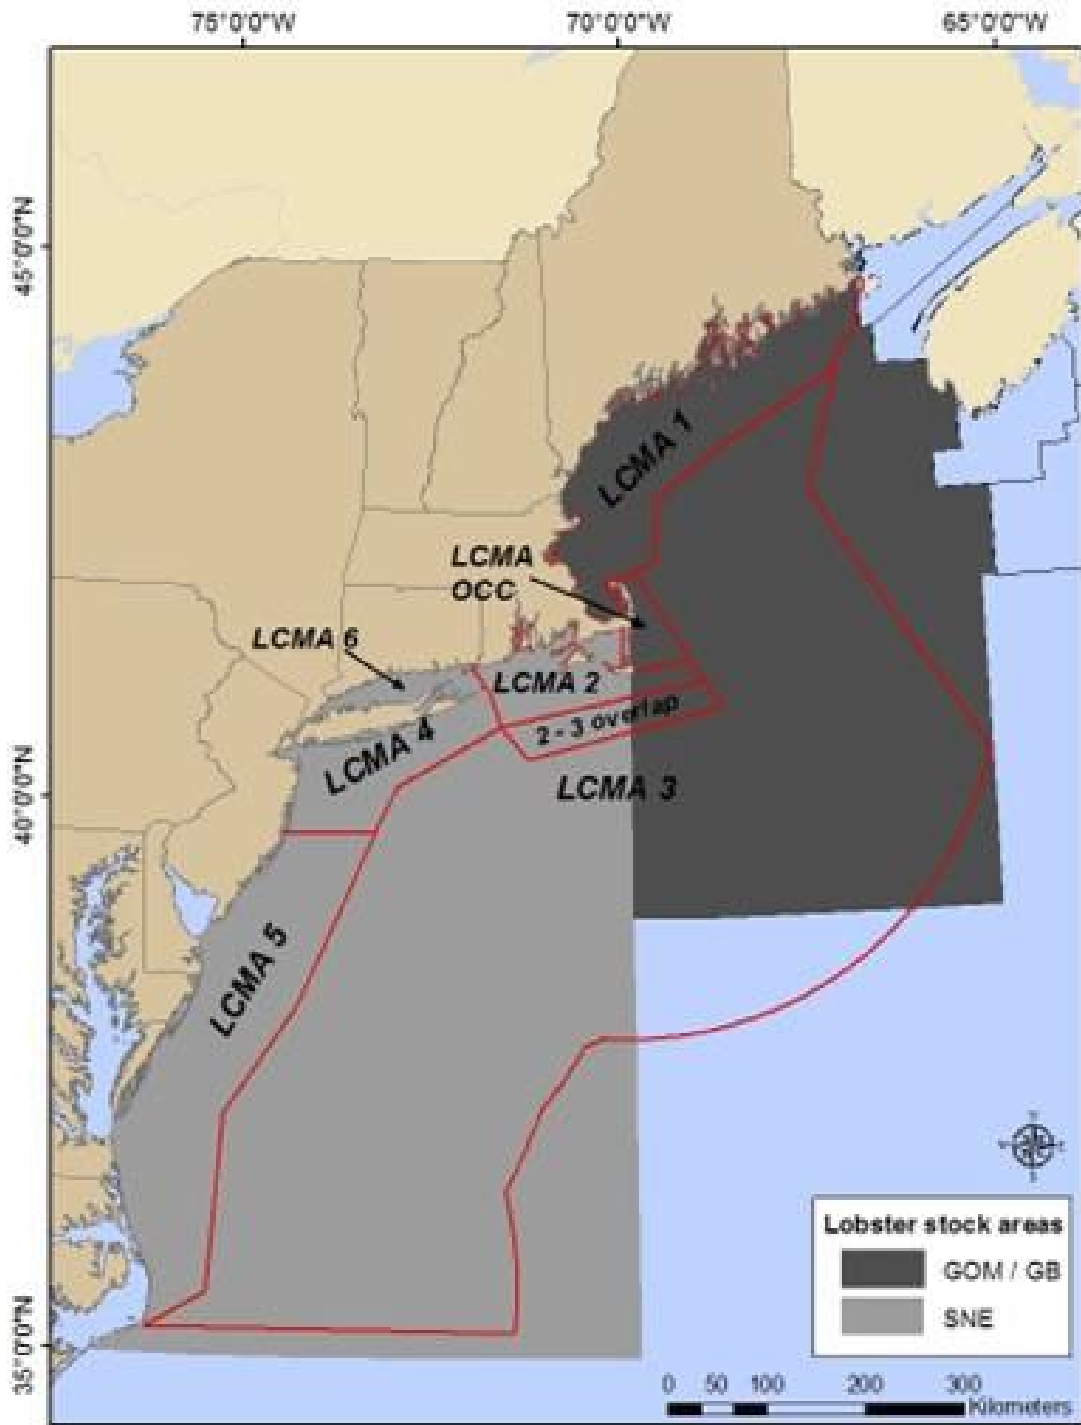 75°0'0"W 70°0'0"W 65°0'0"W
45°0'0"N
40°0'0"N
35°0'0"N
LCMA 1
LCMA
OCC
LCMA 6
LCMA 2
2 - 3 overlap
LCMA 4
LCMA 3
LCMA 5
Lobster stock areas
GOM / GB
SNE
0 50 100 200 300
Kilometers